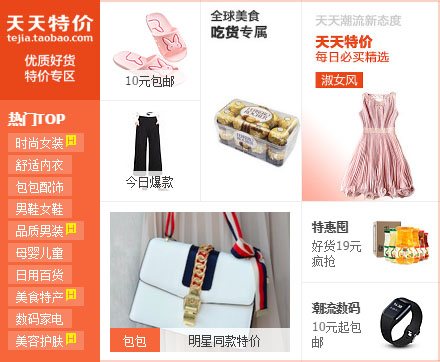 天天特价
tejia.taobao.com
优质好货
特价专区
热门TOP
时尚女装 H
舒适内衣
包包配饰
男鞋女鞋
品质男装 H
母婴儿童
日用百货
美食特产 H
数码家电
美容护肤 H
10元包邮
今日爆款
全球美食
吃货专属
天天潮流新态度
天天特价
每日必买精选
淑女风
包包 明星同款特价
特惠囤
好货19元
疯抢
潮流数码
10元起包
邮